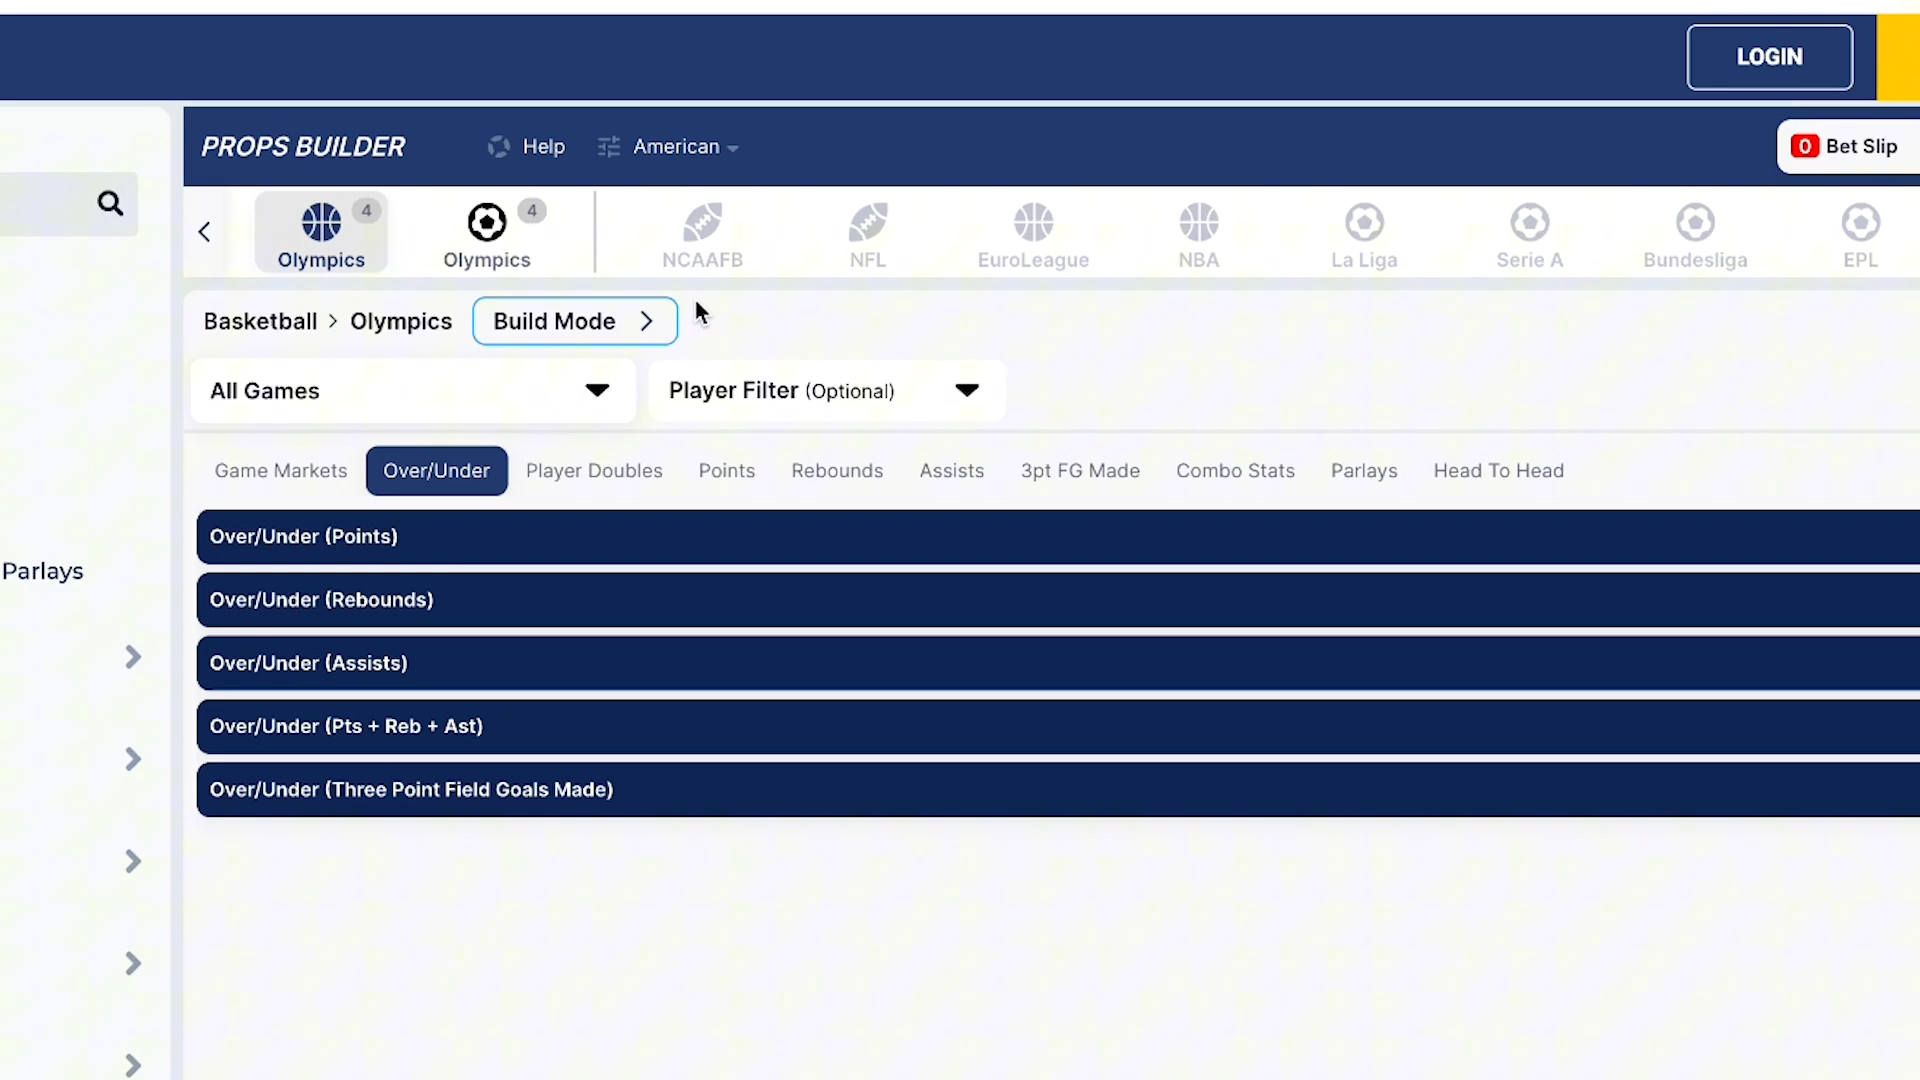 LOGIN
PROPS BUILDER
Help
American
0 Bet Slip
4
Olympics
4
Olympics
NCAAFB
NFL
EuroLeague
NBA
La Liga
Serie A
Bundesliga
EPL
Basketball > Olympics
Build Mode
All Games
Player Filter (Optional)
Game Markets
Over/Under
Player Doubles
Points
Rebounds
Assists
3pt FG Made
Combo Stats
Parlays
Head To Head
Over/Under (Points)
Over/Under (Rebounds)
Over/Under (Assists)
Over/Under (Pts + Reb + Ast)
Over/Under (Three Point Field Goals Made)
Parlays